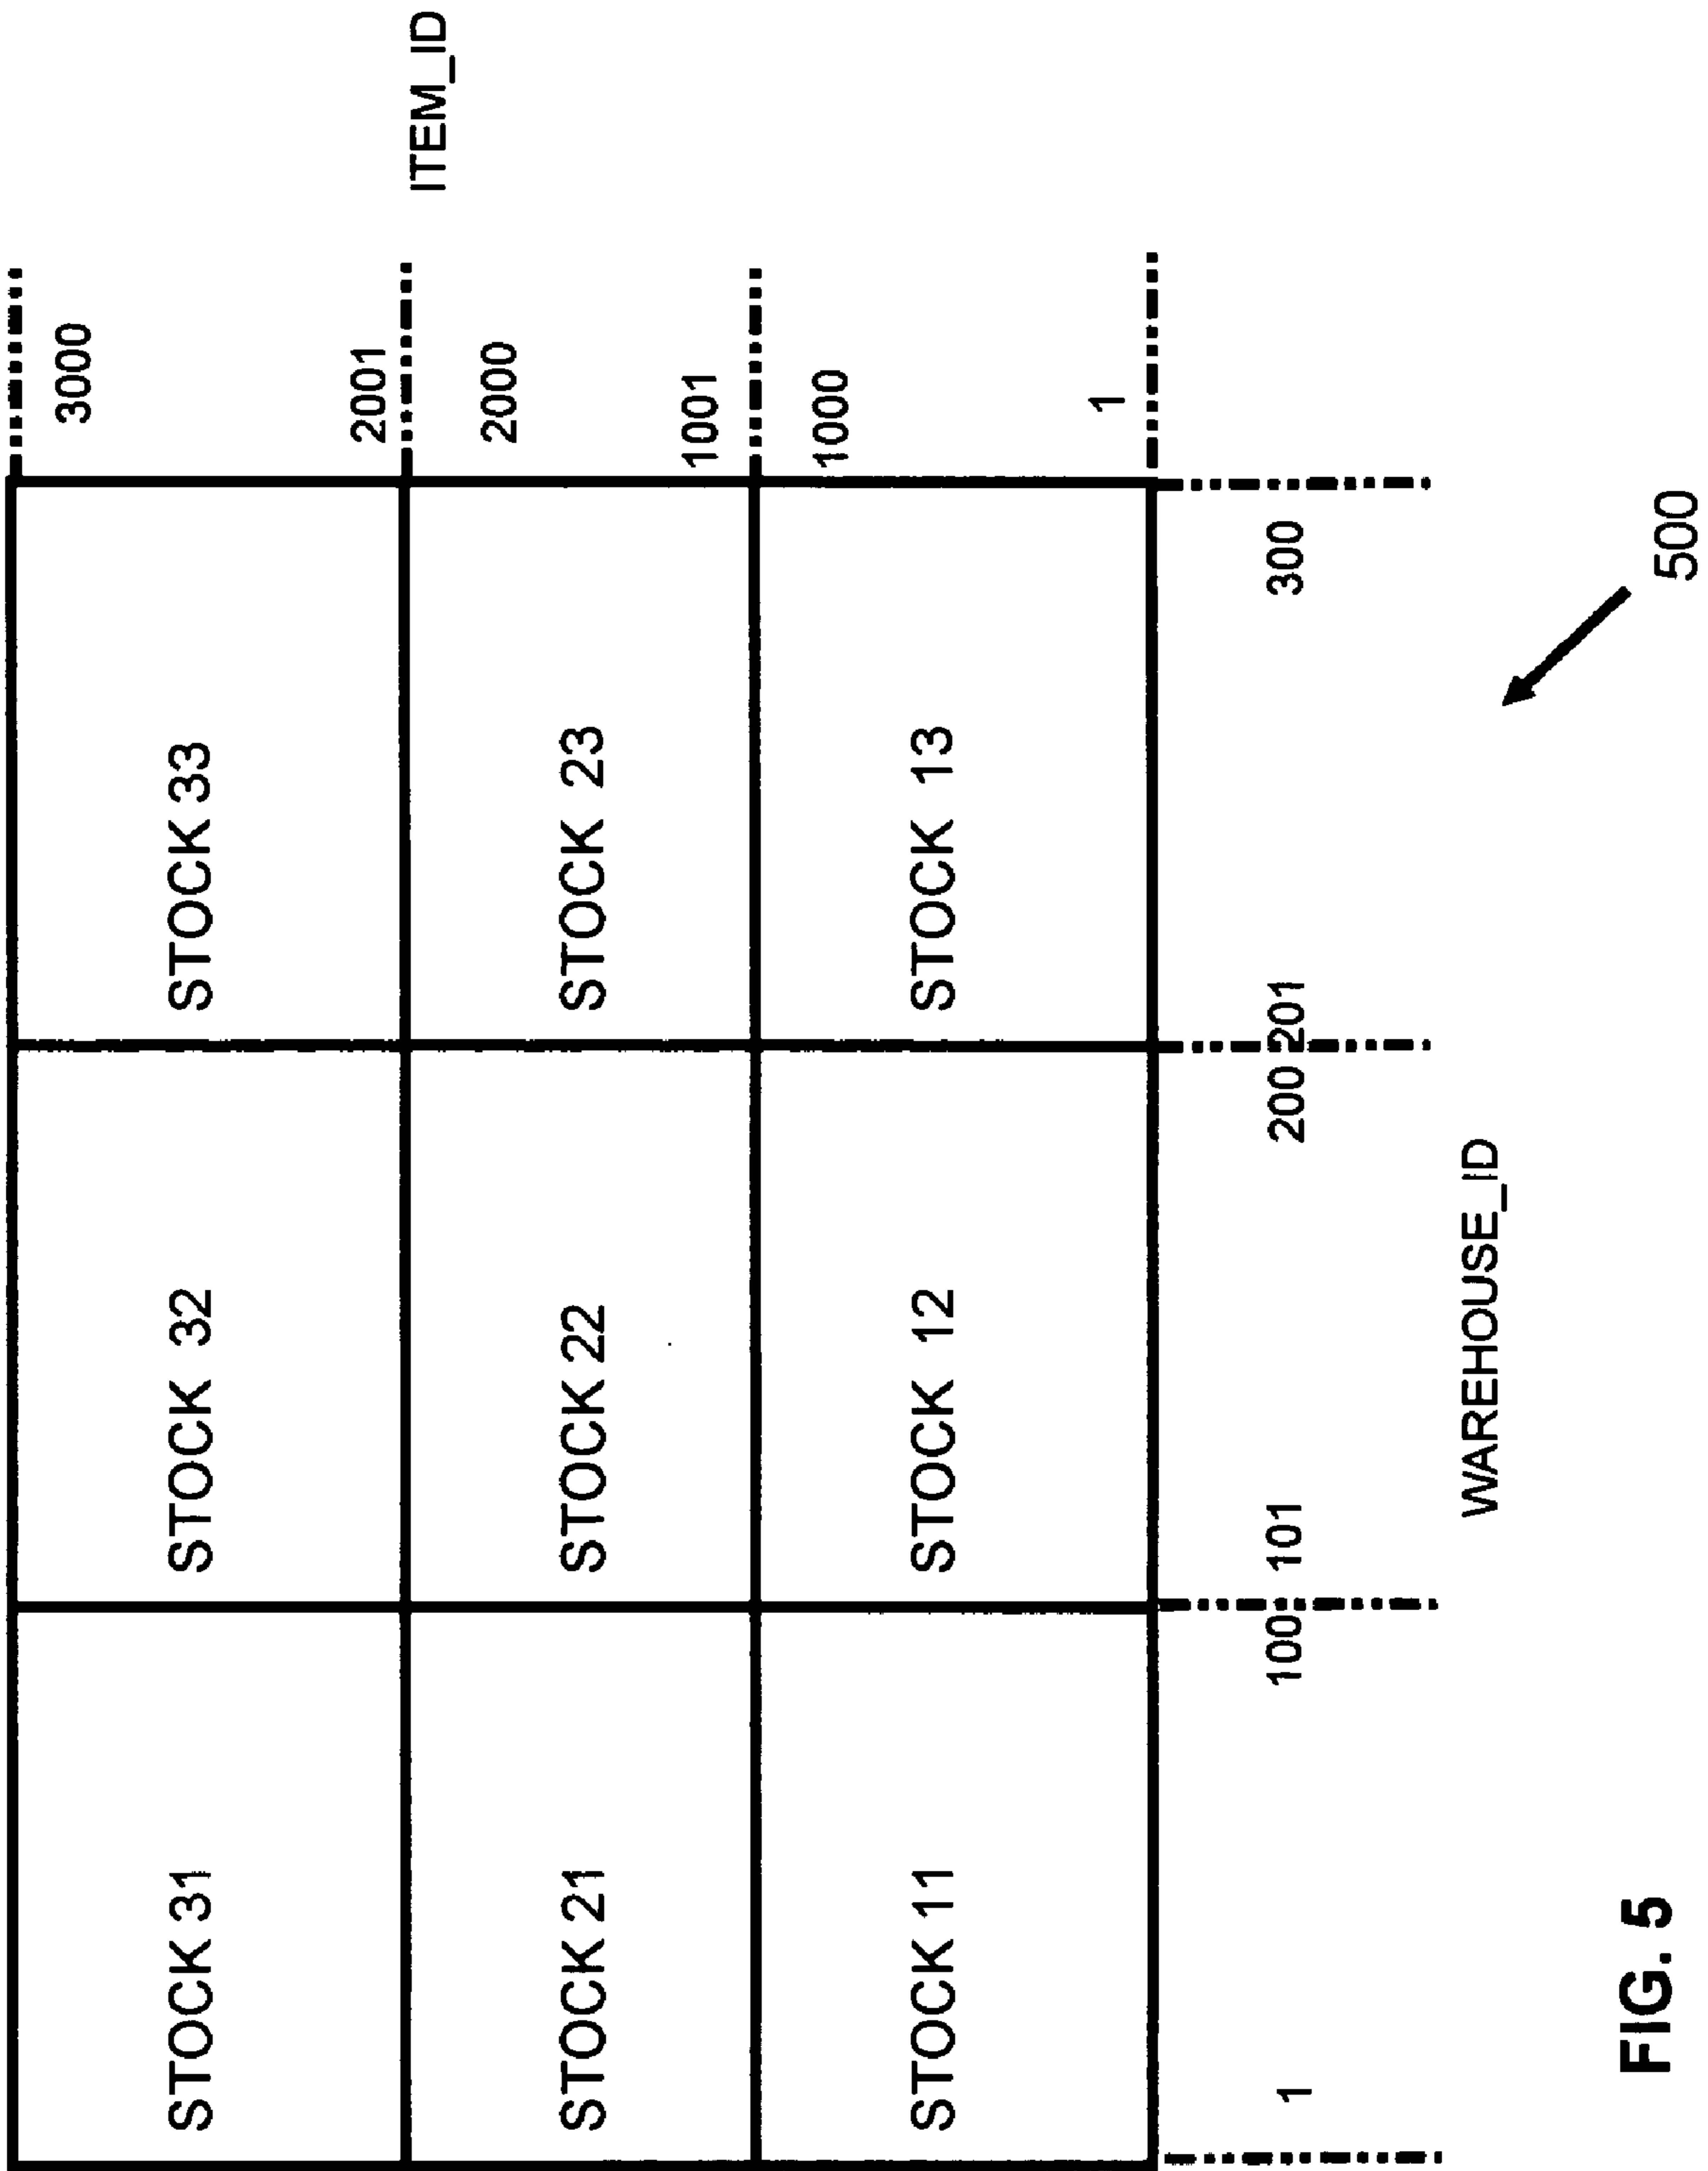 3000
STOCK 31 STOCK 32 STOCK 33
2001
ITEM_ID
2000
STOCK 21 STOCK 22 STOCK 23
1001
1000
STOCK 11 STOCK 12 STOCK 13
1
1 100 101 200 201 300
WAREHOUSE_ID
500
FIG. 5